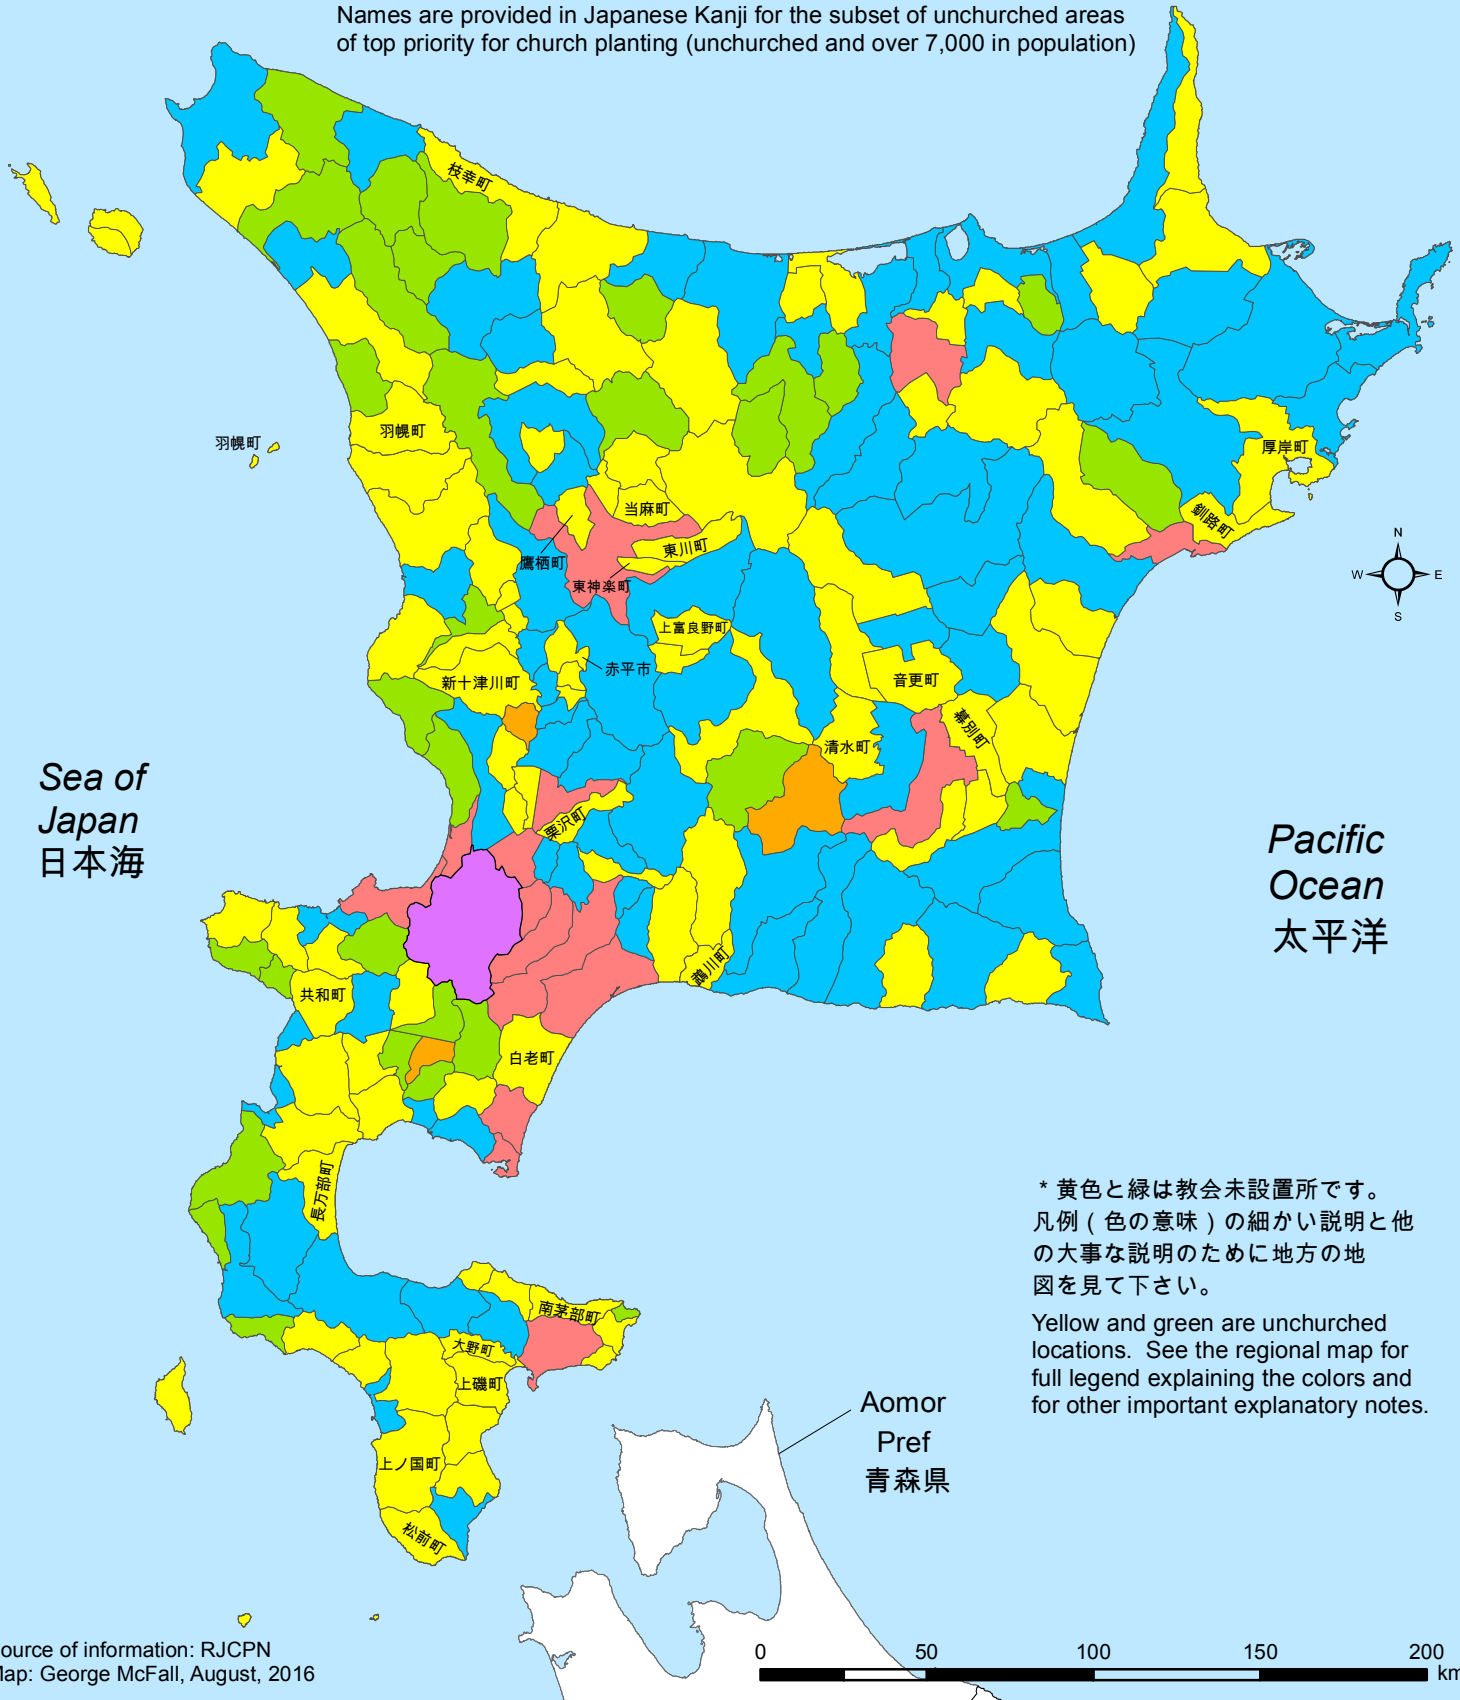 Names are provided in Japanese Kanji for the subset of unchurched areas
of top priority for church planting (unchurched and over 7,000 in population)
枝幸町
羽幌町
羽幌町
厚岸町
当麻町
釧路町
東川町
鷹栖町
東神楽町
N
W E
S
上富良野町
赤平市
新十津川町
音更町
幕別町
清水町
Sea of
Japan
日本海
栗沢町
Pacific
Ocean
太平洋
鵡川町
共和町
白老町
長万部町
* 黄色と緑は教会未設置所です。
凡例 ( 色の意味 ) の細かい説明と他
の大事な説明のために地方の地
図を見て下さい。
Yellow and green are unchurched
locations. See the regional map for
full legend explaining the colors and
for other important explanatory notes.
南茅部町
大野町
上磯町
上ノ国町
松前町
Aomor
Pref
青森県
ource of information: RJCPN
Map: George McFall, August, 2016
0 50 100 150 200
km